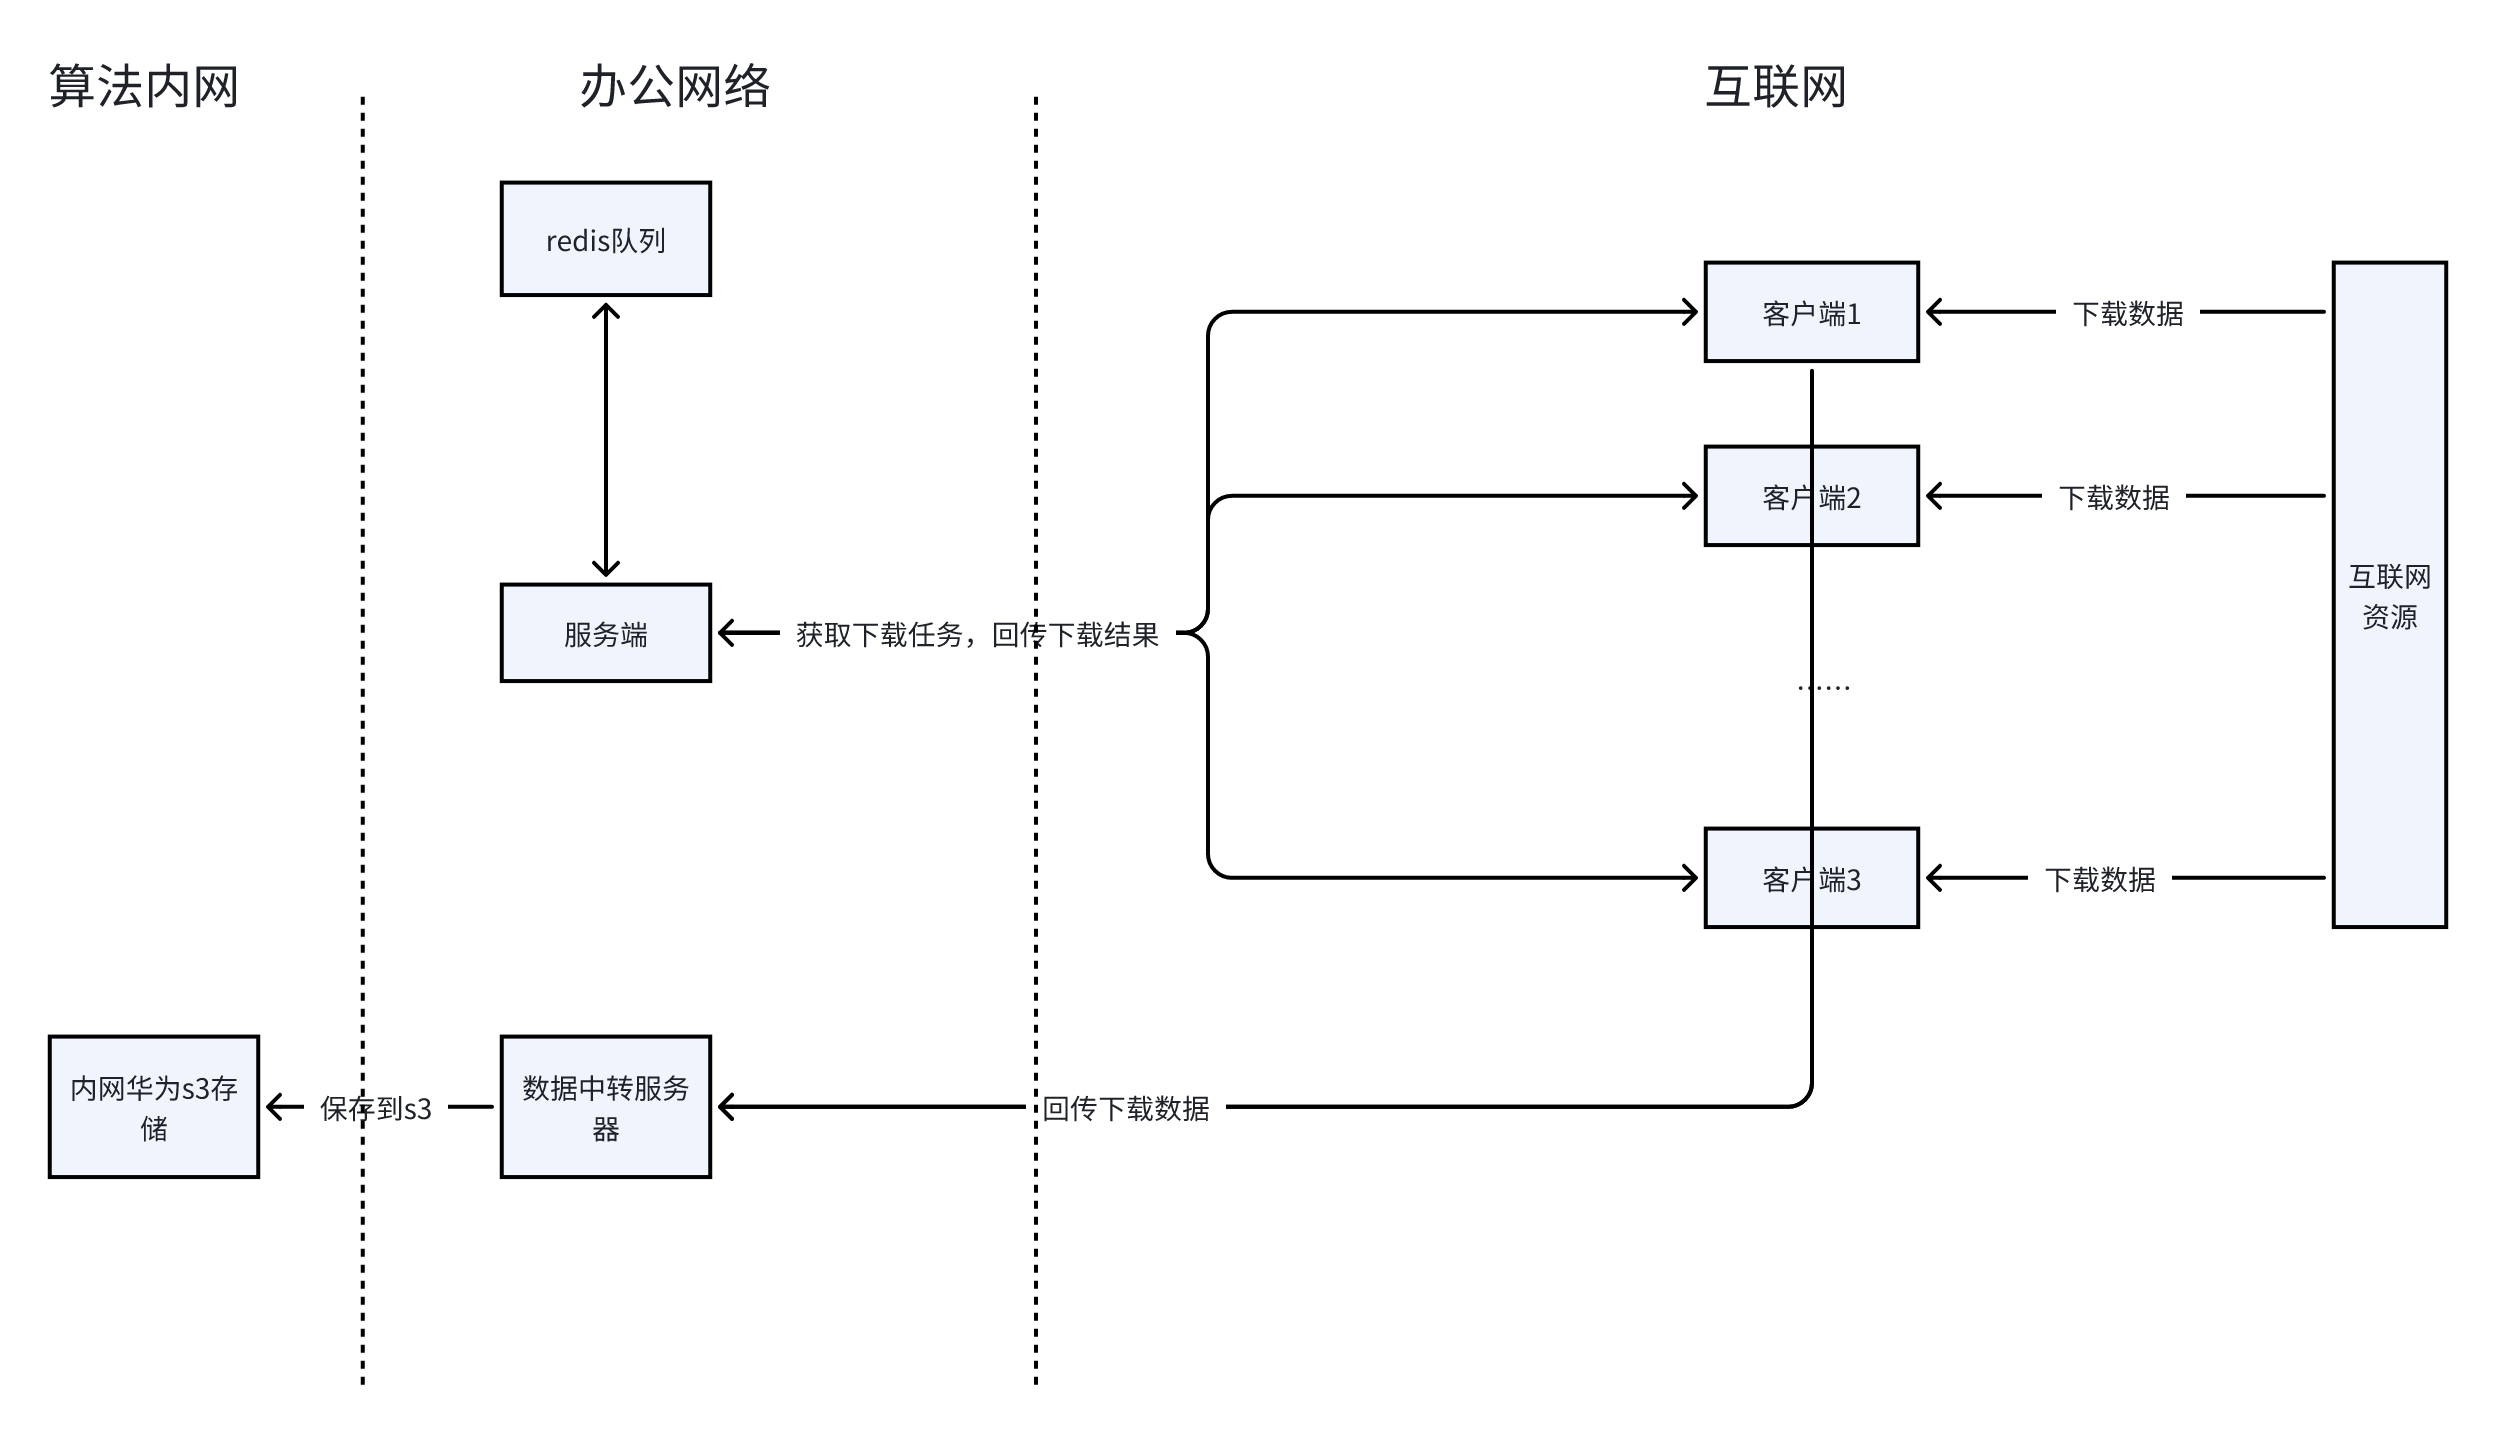 算法内网
办公网络
互联网
redis队列
客户端1
下载数据
客户端2
下载数据
互联网
资源
服务端
获取下载任务，回传下载结果
……
客户端3
下载数据
内网华为s3存
储
保存到s3
数据中转服务
器
回传下载数据